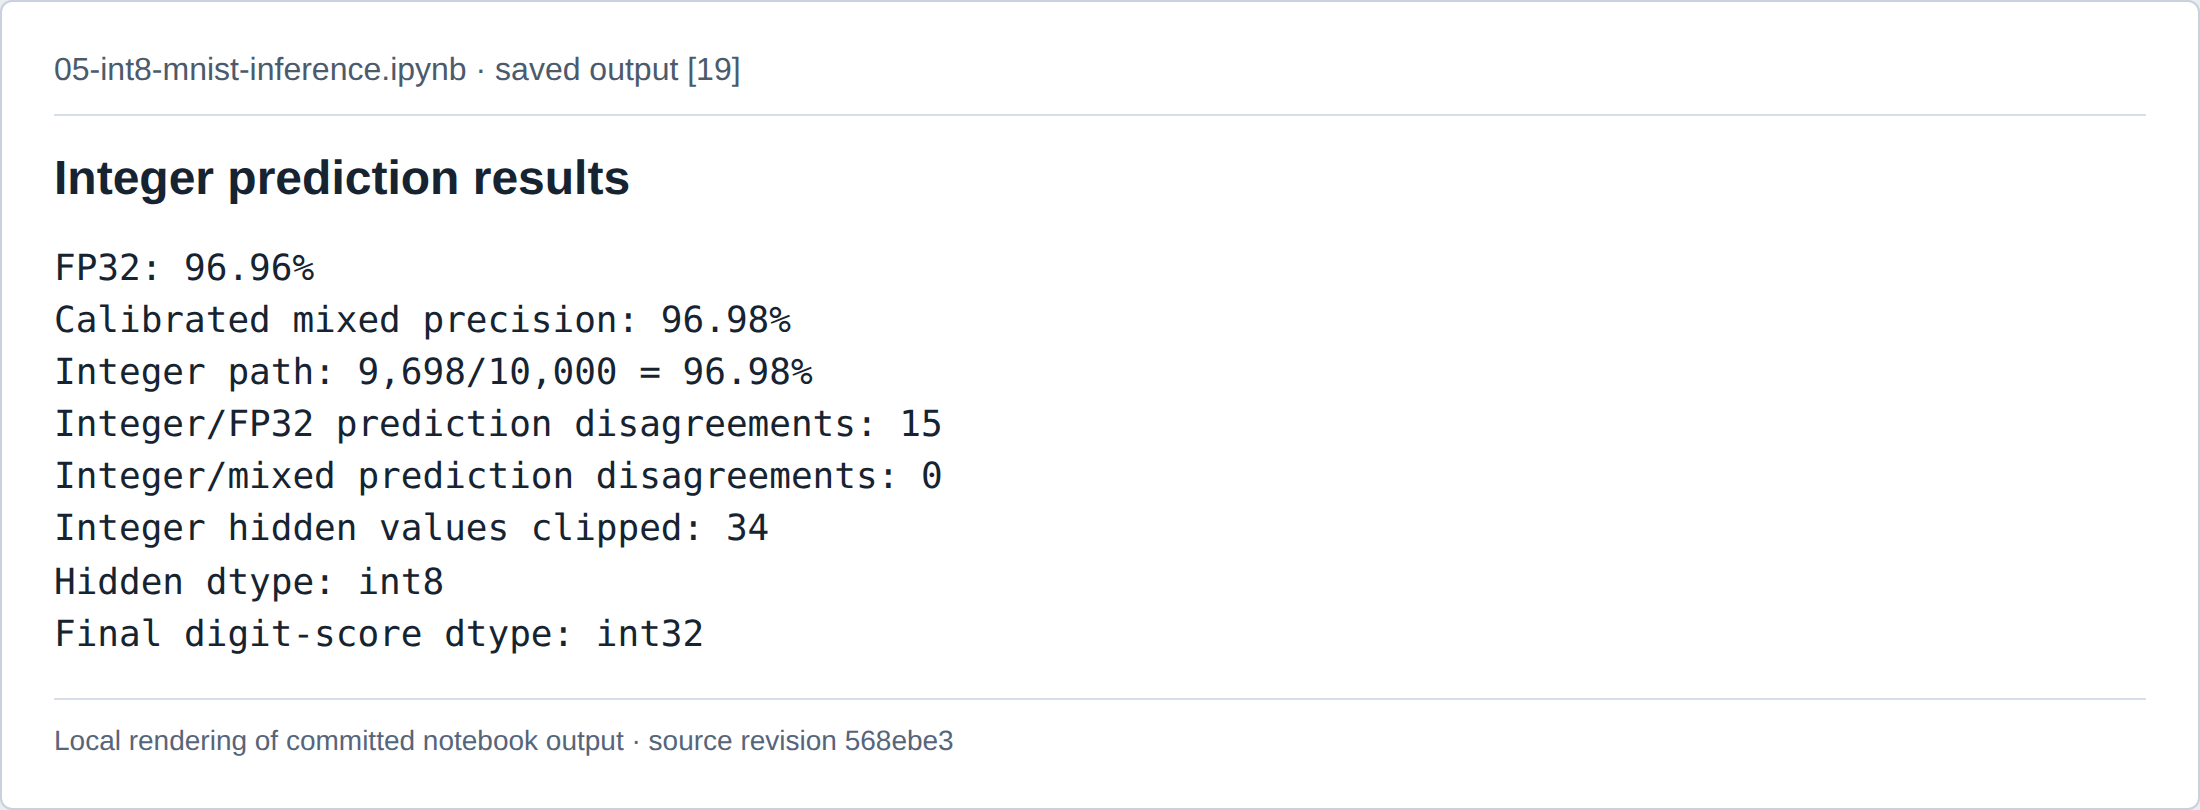 05-int8-mnist-inference.ipynb · saved output [19]
Integer prediction results
FP32: 96.96%
Calibrated mixed precision: 96.98%
Integer path: 9,698/10,000 = 96.98%
Integer/FP32 prediction disagreements: 15
Integer/mixed prediction disagreements: 0
Integer hidden values clipped: 34
Hidden dtype: int8
Final digit-score dtype: int32
Local rendering of committed notebook output · source revision 568ebe3